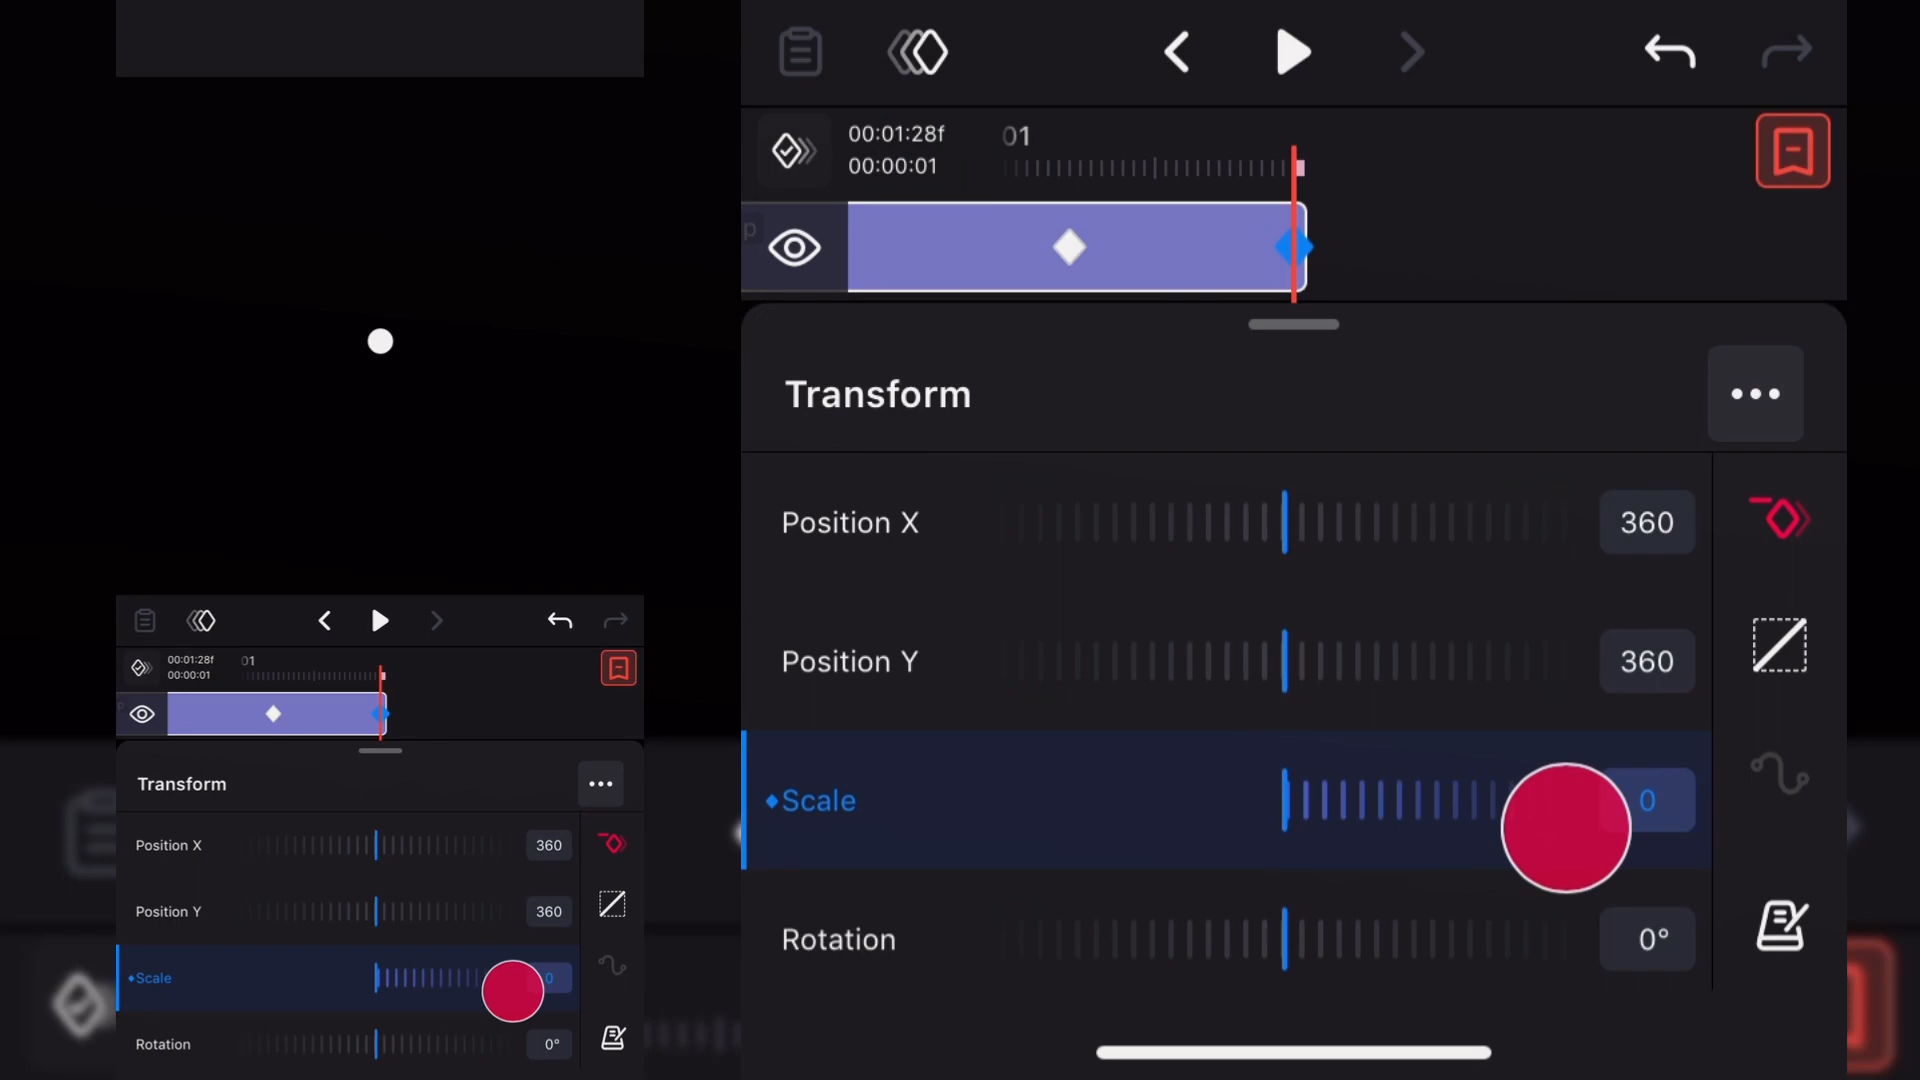 00:01:28f
00:00:01
01
Transform
Position X
360
Position Y
360
Scale
0
Rotation
0°
00:01:28f
00:00:01
01
p
Transform
Position X
360
Position Y
360
Scale
0
Rotation
0°